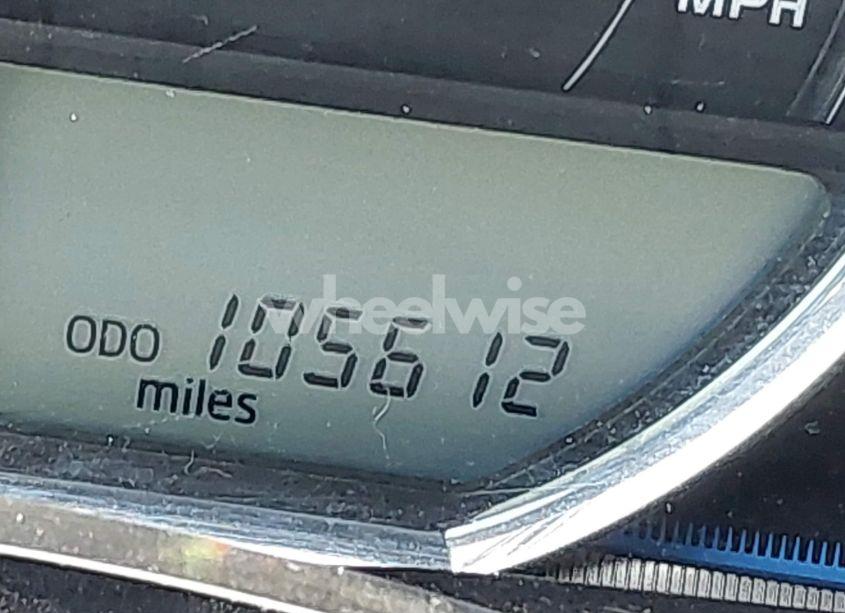 MPH
wheelwise
ODO 105612
miles